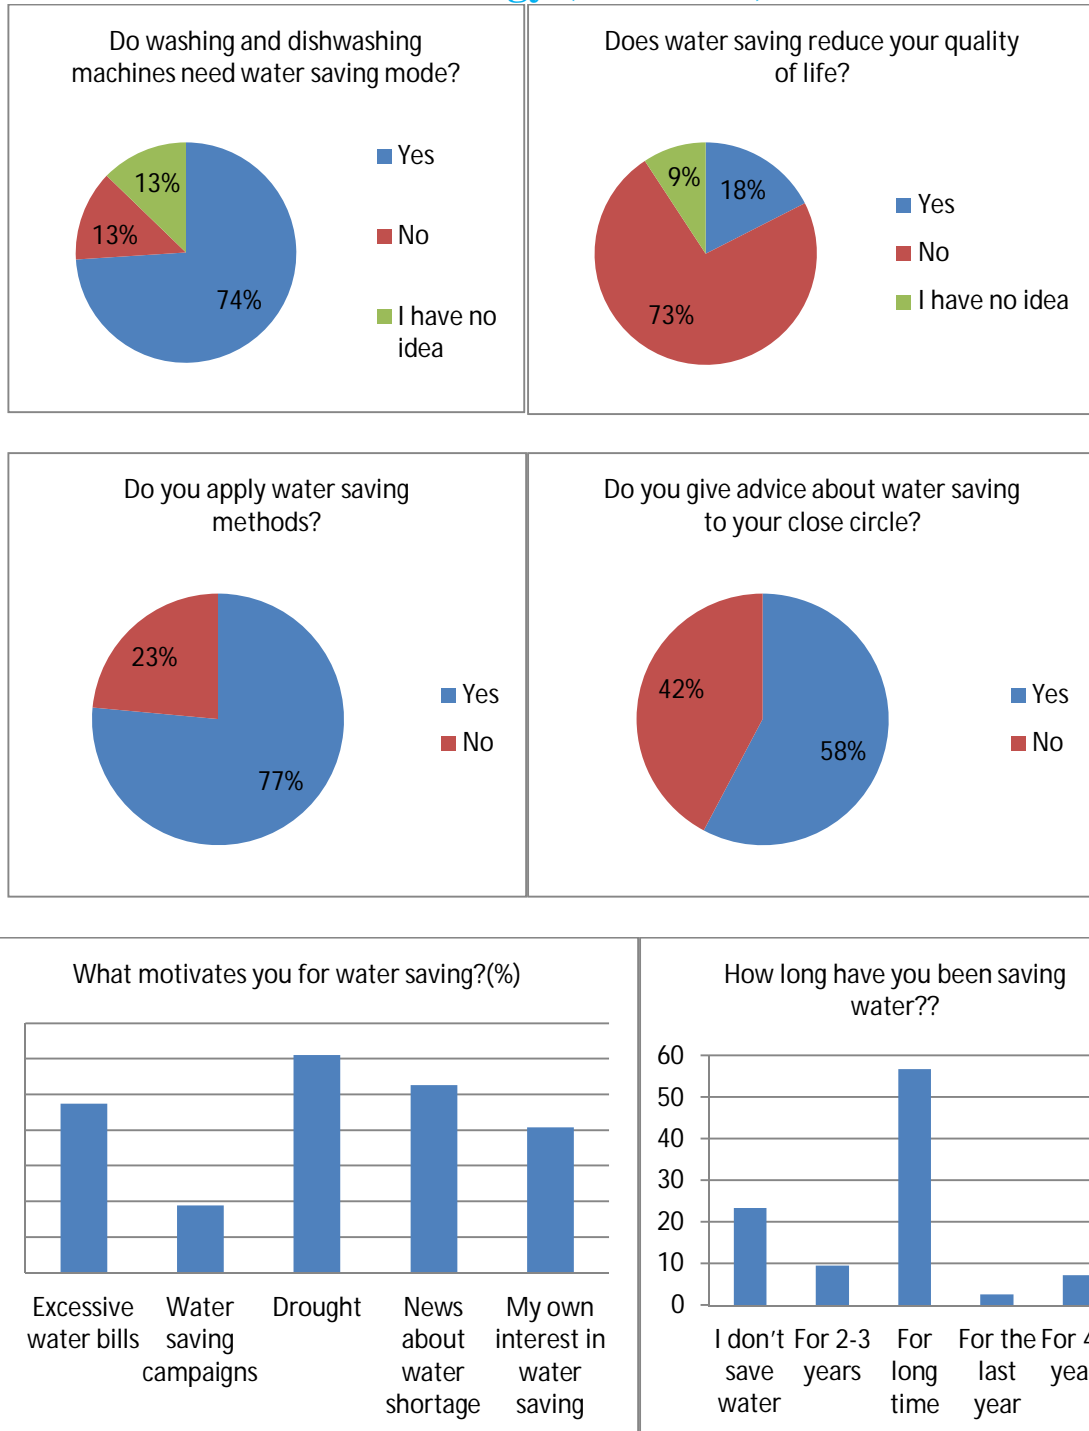 Do washing and dishwashing
machines need water saving mode?
13%
13%
74%
Yes
No
I have no
idea
Does water saving reduce your quality
of life?
9%
18%
73%
Yes
No
I have no idea
Do you apply water saving
methods?
23%
77%
Yes
No
Do you give advice about water saving
to your close circle?
42%
58%
Yes
No
What motivates you for water saving?(%)
Excessive
water bills
Water
saving
campaigns
Drought
News
about
water
shortage
My own
interest in
water
saving
How long have you been saving
water??
60
50
40
30
20
10
0
I don't
save
water
For 2-3
years
For
long
time
For the
last
year
For